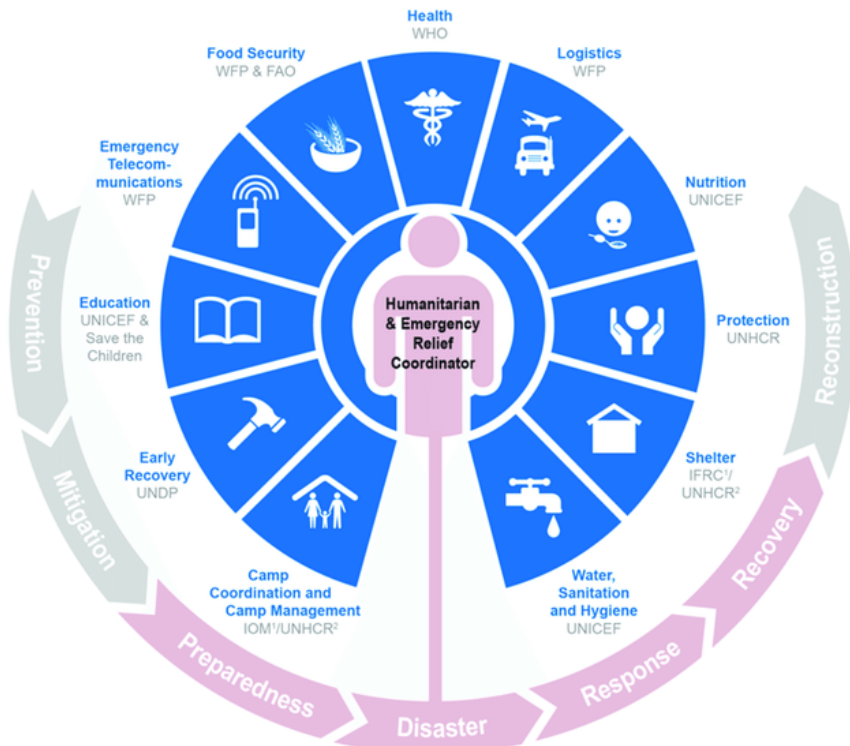 Health
WHO
Logistics
WFP
Nutrition
UNICEF
Protection
UNHCR
Shelter
IFRC¹/
UNHCR²
Water,
Sanitation
and Hygiene
UNICEF
Camp
Coordination and
Camp Management
IOM¹/UNHCR²
Early
Recovery
UNDP
Education
UNICEF &
Save the
Children
Emergency
Telecom-
munications
WFP
Food Security
WFP & FAO
Humanitarian
& Emergency
Relief
Coordinator
Prevention
Mitigation
Preparedness
Disaster
Response
Recovery
Reconstruction